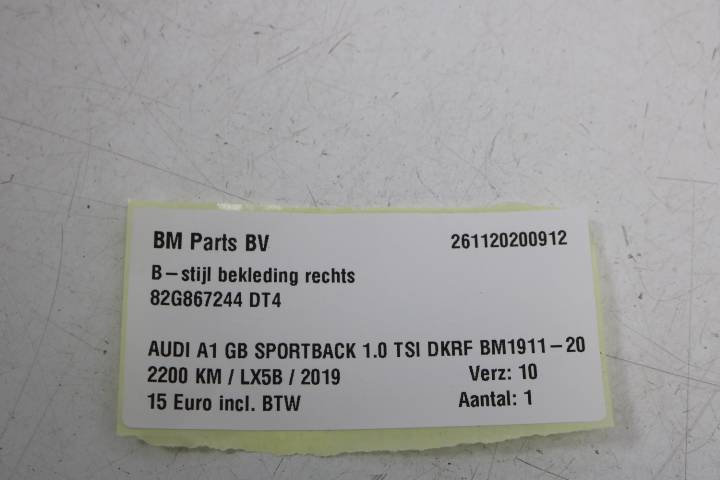 BM Parts BV 261120200912
B-stijl bekleding rechts
82G867244 DT4
AUDI A1 GB SPORTBACK 1.0 TSI DKRF BM1911-20
2200 KM / LX5B / 2019 Verz: 10
15 Euro incl. BTW Aantal: 1